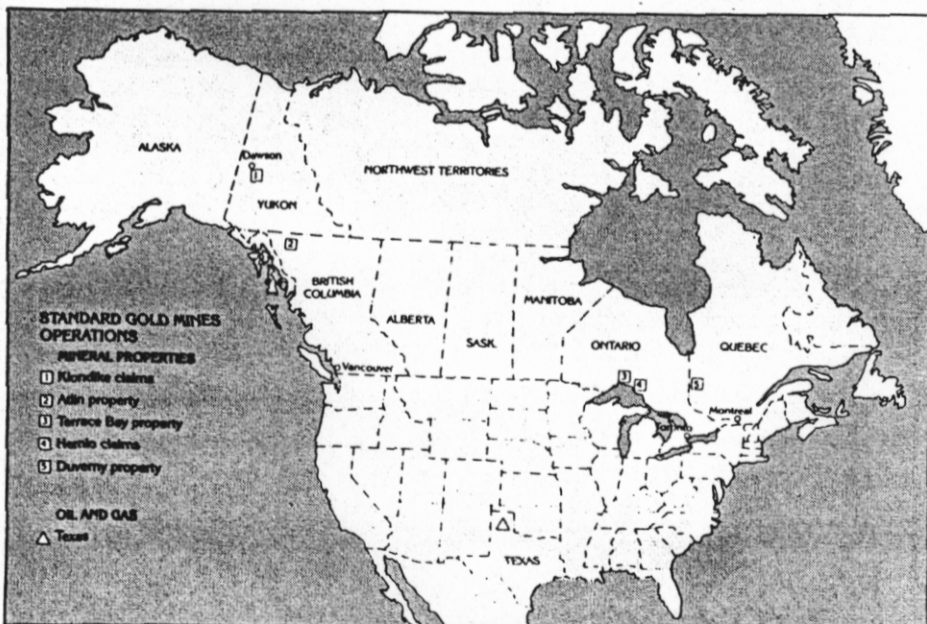 ALASKA
Dawson
1
YUKON
NORTHWEST TERRITORIES
2
BRITISH
COLUMBIA
ALBERTA
SASK.
MANITOBA
ONTARIO
QUEBEC
Vancouver
3
4
5
Montreal
Toronto
TEXAS
STANDARD GOLD MINES
OPERATIONS
MINERAL PROPERTIES
1 Klondike claims
2 Atlin property
3 Terrace Bay property
4 Hemlo claims
5 Duverny property
OIL AND GAS
Texas